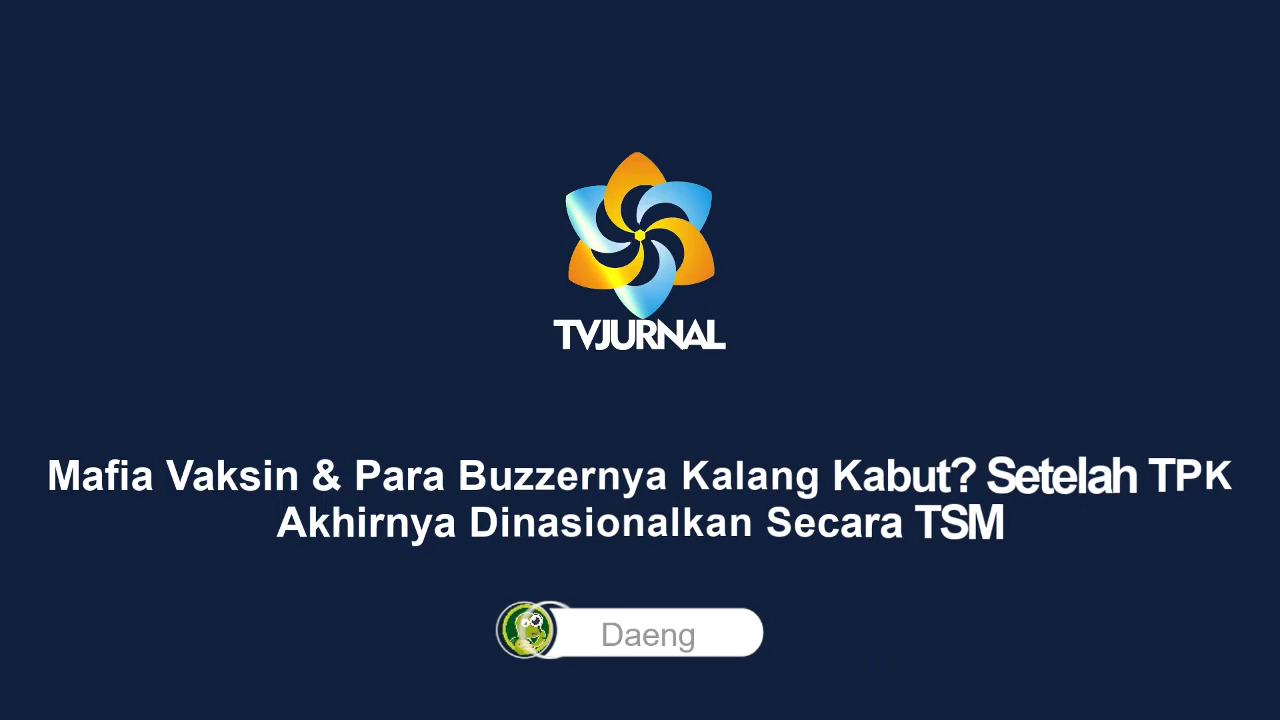 TVJURNAL
Mafia Vaksin & Para Buzzernya Kalang Kabut? Setelah TPK
Akhirnya Dinasionalkan Secara TSM
Daeng